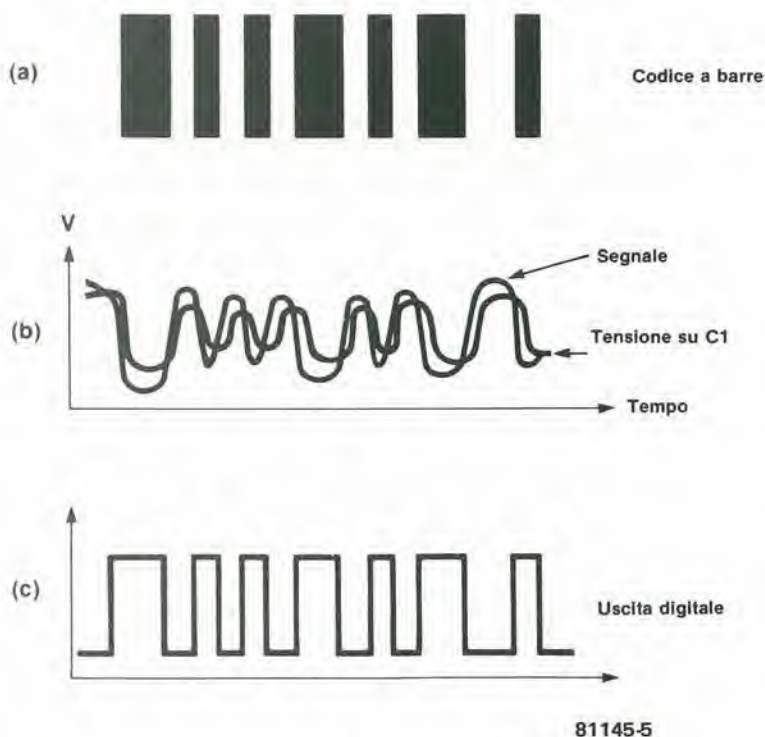 (a)
Codice a barre
V
Segnale
(b)
Tensione su C1
Tempo
(c)
Uscita digitale
81145-5